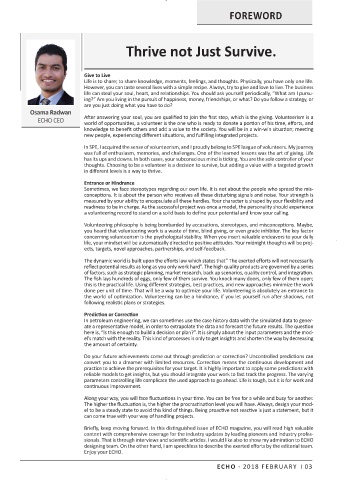 FOREWORD
Thrive not Just Survive.
Osama Radwan
ECHO CEO
Give to Live
Life is to share; to share knowledge, moments, feelings, and thoughts. Physically, you have only one life.
However, you can taste several lives with a simple recipe. Always, try to give and love to live. The business
life can steal your soul, heart, and relationships! You should ask yourself periodically, "What am I pursu-
ing?" Are you living in the pursuit of happiness, money, friendships, or what? Do you follow a strategy, or
are you just doing what you have to do?
After answering your soul, you are qualified to join the first step, which is the giving. Volunteerism is a
world of opportunities, a volunteer is the one who is ready to donate a portion of his time, efforts, and
knowledge to benefit others and add a value to the society. You will be in a win-win situation; meeting
new people, experiencing different situations, and fulfilling integrated projects.
In SPE, I acquired the sense of volunteerism, and I proudly belong to SPE league of volunteers. My journey
was full of enthusiasm, memories, and challenges. One of the learned lessons was the art of giving. Life
has its ups and downs. In both cases, your subconscious mind is ticking. You are the sole controller of your
thoughts. Choosing to be a volunteer is a decision to survive, but adding a value with a targeted growth
in different levels is a way to thrive.
Entrance or Hindrance
Sometimes, we face stereotypes regarding our own life. It is not about the people who spread the mis-
conceptions. It is about the person who receives all these disturbing signals and noise. Your strength is
measured by your ability to encapsulate all of these handles. Your character is shaped by your flexibility and
readiness to be in charge. As the successful project was once a model, the personality should experience
a volunteering record to stand on a solid basis to define your potential and know your calling.
Volunteering philosophy is being bombarded by accusations, stereotypes, and misconceptions. Maybe,
you heard that volunteering work is a waste of time, blind giving, or even grade inhibitor. The key factor
concerning volunteerism is the psychological stability. When you inject valuable endeavors to your daily
life, your mindset will be automatically directed to positive attitudes. Your midnight thoughts will be proj-
ects, targets, novel approaches, partnerships, and self-feedback.
The dynamic world is built upon the efforts law which states that" The exerted efforts will not necessarily
reflect potential results as long as you only work hard". The high quality products are governed by a series
of factors, such as strategic planning, market research, back up scenarios, quality control, and integration.
The fish lays hundreds of eggs, and few of them survive. You knock many doors, only few of them open;
this is the practical life. Using different strategies, best practices, and new approaches minimize the work
done per unit of time. That will be a way to optimize your life. Volunteering is absolutely an entrance to
the world of optimization. Volunteering can be a hindrance, if you let yourself run after shadows, not
following realistic plans or strategies.
Prediction or Correction
In petroleum engineering, we can sometimes use the case history data with the simulated data to gener-
ate a representative model, in order to extrapolate the data and forecast the future results. The question
here is, "Is this enough to build a decision or plan?". It is simply about the input parameters and the mod-
el's match with the reality. This kind of processes is only to get insights and shorten the way by decreasing
the amount of certainty.
Do your future achievements come out through prediction or correction? Uncontrolled predictions can
convert you to a dreamer with limited resources. Correction means the continuous development and
practice to achieve the prerequisites for your target. It is highly important to apply some predictions with
reliable models to get insights, but you should integrate your work to fast track the progress. The varying
parameters controlling life complicate the used approach to go ahead. Life is tough, but it is for work and
continuous improvement.
Along your way, you will face fluctuations in your time. You can be free for a while and busy for another.
The higher the fluctuation is, the higher the procrastination level you will have. Always, design your mod-
el to be a steady state to avoid this kind of things. Being proactive not reactive is just a statement, but it
can come true with your way of handling projects.
Briefly, keep moving forward. In this distinguished issue of ECHO magazine, you will read high valuable
content with comprehensive coverage for the industry updates by leading pioneers and industry profes-
sionals. That is through interviews and scientific articles. I would like also to show my admiration to ECHO
designing team. On the other hand, I am speechless to describe the exerted efforts by the editorial team.
Enjoy your ECHO.
ECHO - 2018 FEBRUARY | 03